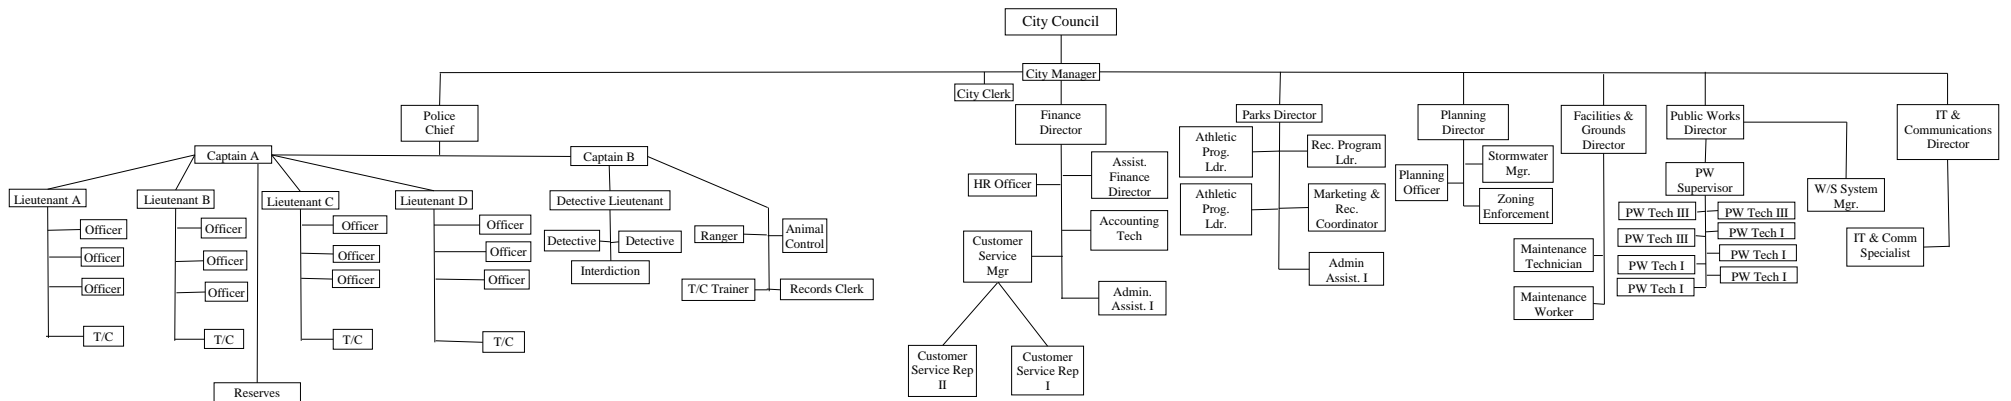 City Council
City Manager
City Clerk
Police
Chief
Finance
Director
Parks Director
Planning
Director
Facilities &
Grounds
Director
Public Works
Director
IT &
Communications
Director
Captain A
Captain B
Lieutenant A
Officer
Officer
Officer
T/C
Lieutenant B
Officer
Officer
Officer
T/C
Lieutenant C
Officer
Officer
Officer
T/C
Lieutenant D
Officer
Officer
Officer
T/C
Reserves
Detective Lieutenant
Detective
Detective
Interdiction
Ranger
Animal
Control
T/C Trainer
Records Clerk
HR Officer
Assist.
Finance
Director
Accounting
Tech
Customer
Service
Mgr
Admin.
Assist. I
Customer
Service Rep
II
Customer
Service Rep
I
Athletic
Prog.
Ldr.
Rec. Program
Ldr.
Athletic
Prog.
Ldr.
Marketing &
Rec.
Coordinator
Admin
Assist. I
Planning
Officer
Stormwater
Mgr.
Zoning
Enforcement
Maintenance
Technician
Maintenance
Worker
PW
Supervisor
PW Tech III
PW Tech III
PW Tech III
PW Tech I
PW Tech I
PW Tech I
PW Tech I
PW Tech I
W/S System
Mgr.
IT & Comm
Specialist